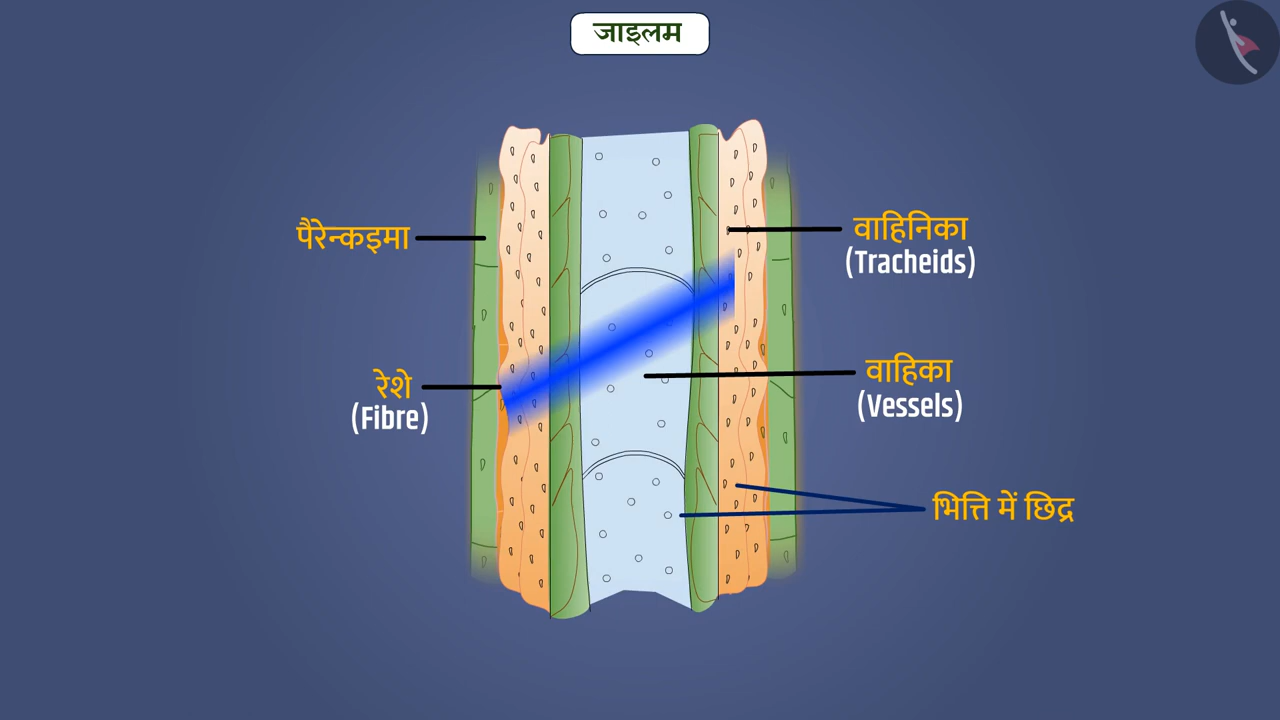 जाइलम
पैरेन्कइमा
वाहिनिका
(Tracheids)
रेशे
(Fibre)
वाहिका
(Vessels)
भित्ति में छिद्र